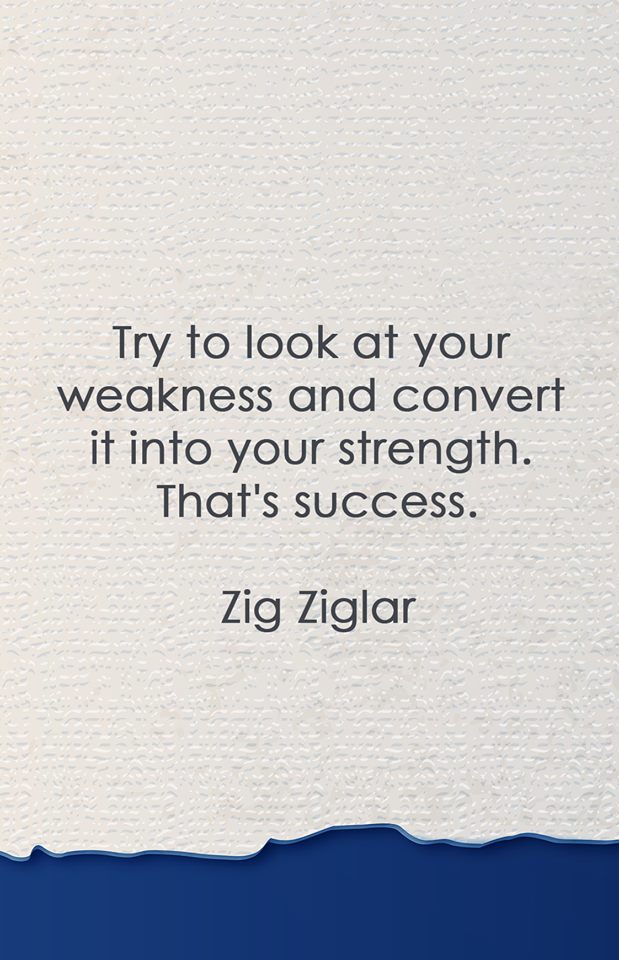 Try to look at your
weakness and convert
it into your strength.
That's success.
Zig Ziglar